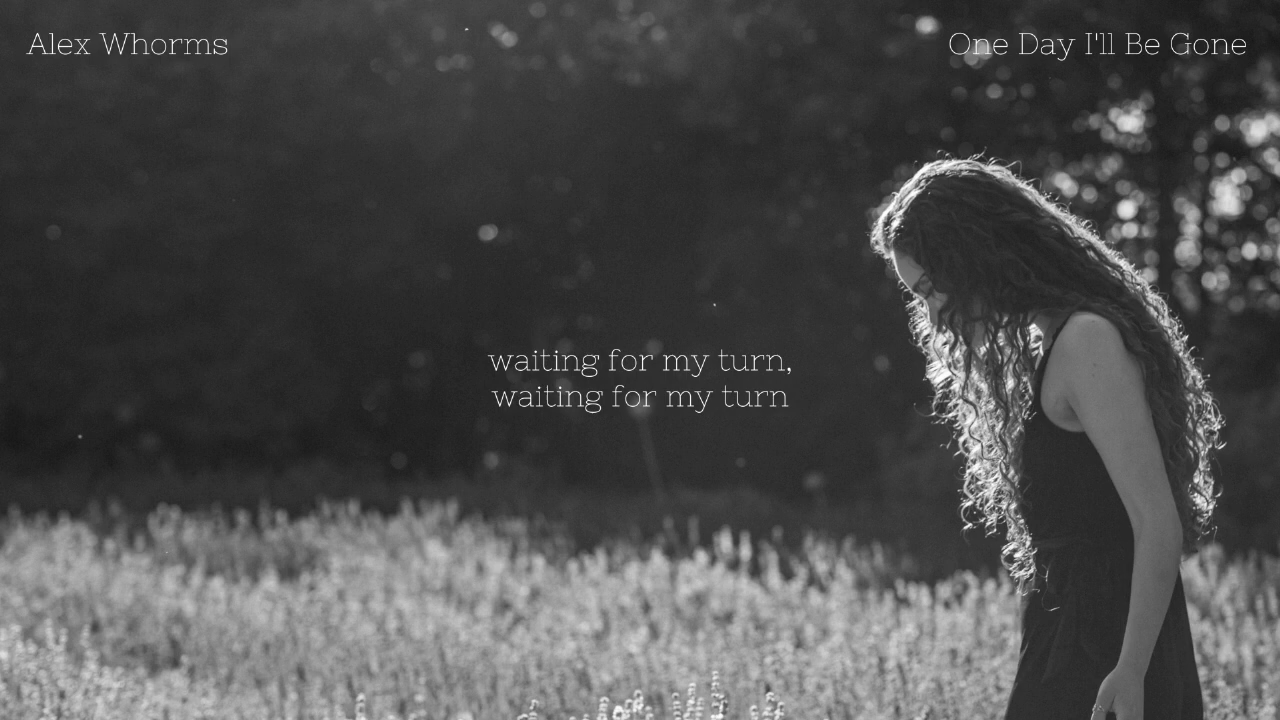 Alex Whorms
One Day I'll Be Gone
waiting for my turn,
waiting for my turn